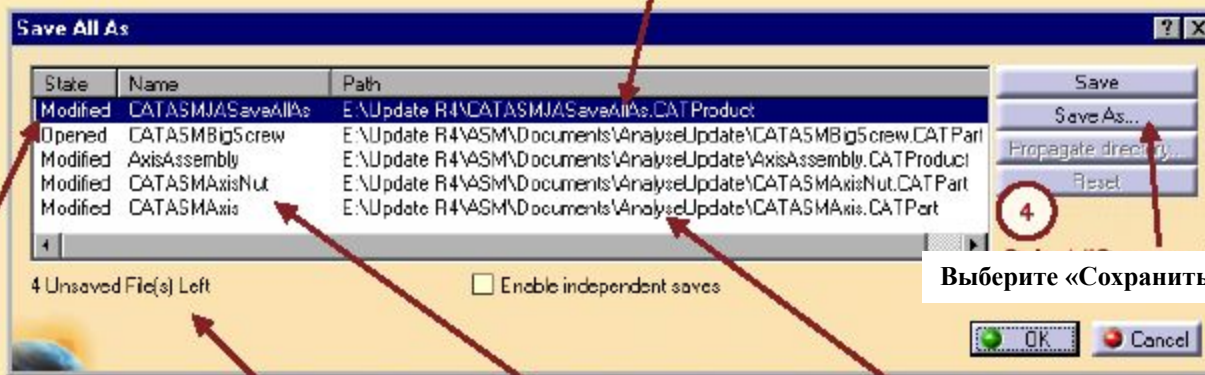 Save All As
State Name Path
Modified CATASMJASaveAllAs E:\Update R4\CATASMJASaveAllAs.CATProduct
Opened CATASMBigScrew E:\Update R4\ASM\Documents\AnalyseUpdate\CATASMBigScrew.CATPart
Modified AxisAssembly E:\Update R4\ASM\Documents\AnalyseUpdate\AxisAssembly.CATProduct
Modified CATASMAxisNut E:\Update R4\ASM\Documents\AnalyseUpdate\CATASMAxisNut.CATPart
Modified CATASMAxis E:\Update R4\ASM\Documents\AnalyseUpdate\CATASMAxis.CATPart
Save
Save As...
Propagate directory...
Reset
4
Выберите «Сохранить
4 Unsaved File(s) Left
Enable independent saves
OK
Cancel